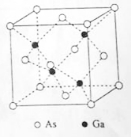 ○ As ● Ga